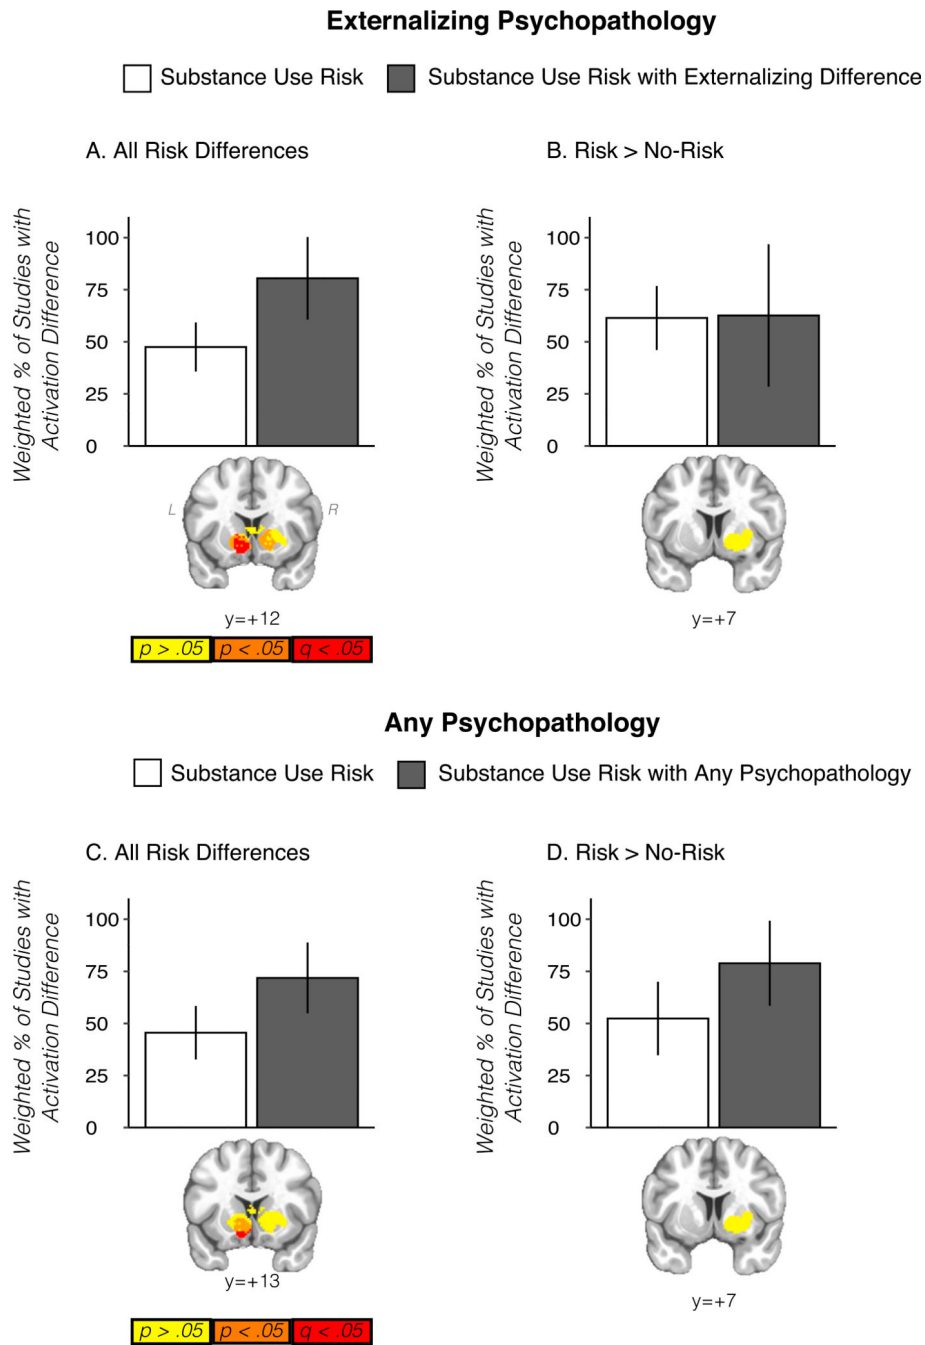 Externalizing Psychopathology
Substance Use Risk
Substance Use Risk with Externalizing Difference
A. All Risk Differences
B. Risk > No-Risk
Weighted % of Studies with
Activation Difference
100
75
50
25
0
Weighted % of Studies with
Activation Difference
100
75
50
25
0
L
R
y=+12
y=+7
p > .05
p < .05
q < .05
Any Psychopathology
Substance Use Risk
Substance Use Risk with Any Psychopathology
C. All Risk Differences
D. Risk > No-Risk
Weighted % of Studies with
Activation Difference
100
75
50
25
0
Weighted % of Studies with
Activation Difference
100
75
50
25
0
y=+13
y=+7
p > .05
p < .05
q < .05